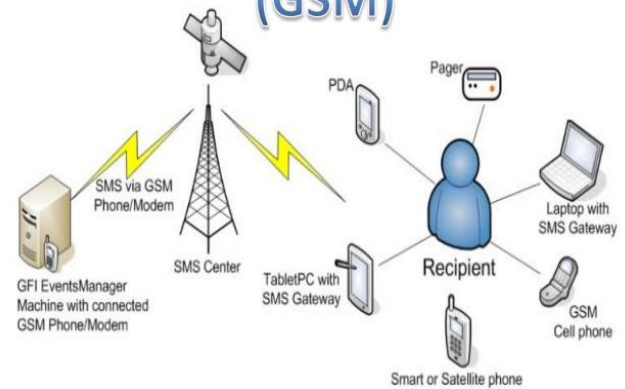 (GSM)
PDA
Pager
SMS via GSM
Phone/Modem
SMS Center
GFI EventsManager
Machine with connected
GSM Phone/Modem
TabletPC with
SMS Gateway
Recipient
Laptop with
SMS Gateway
GSM
Cell phone
Smart or Satellite phone